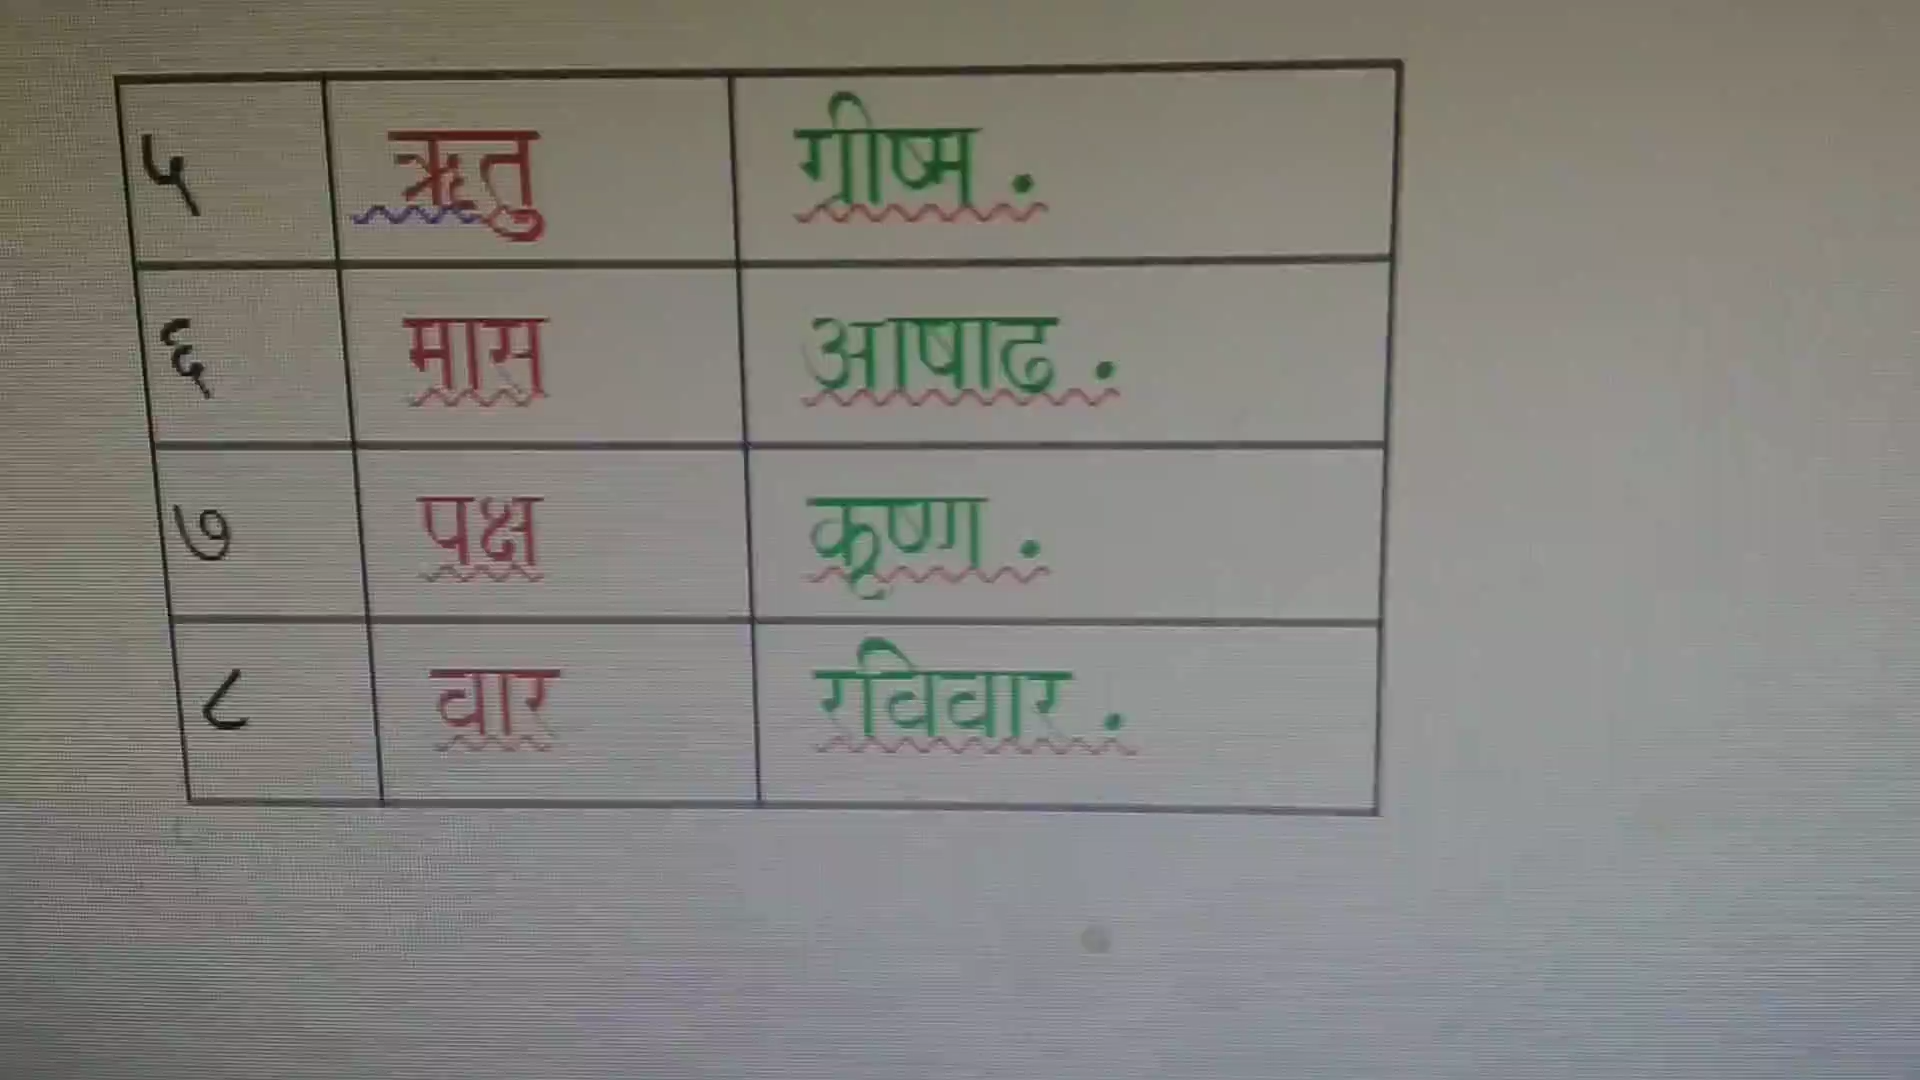 ५ ऋतु ग्रीष्म .
६ मास आषाढ .
७ पक्ष कृष्ण .
८ वार रविवार .